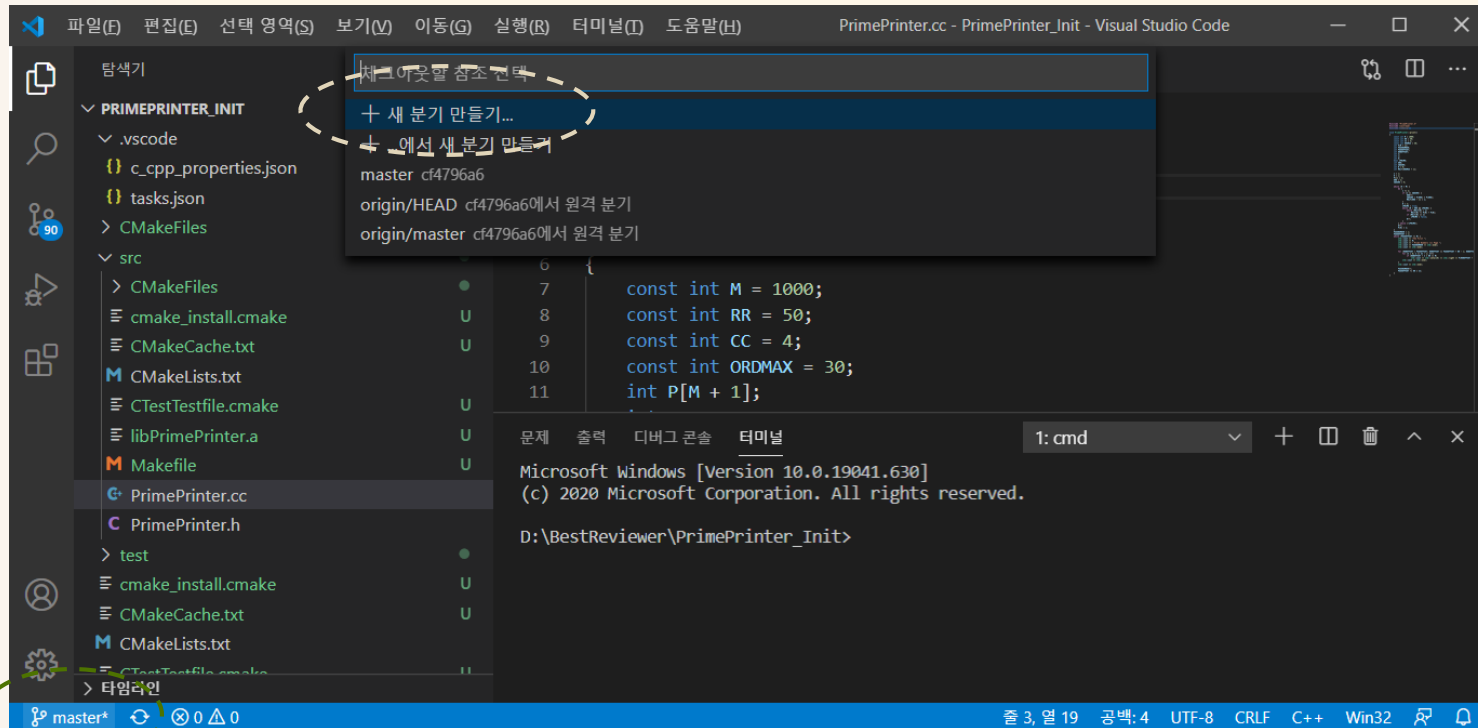 파일(F) 편집(E) 선택 영역(S) 보기(V) 이동(G) 실행(R) 터미널(T) 도움말(H) PrimePrinter.cc - PrimePrinter_Init - Visual Studio Code
탐색기
체크아웃할 참조 선택
PRIMEPRINTER_INIT
+ 새 분기 만들기...
.vscode
+ ...에서 새 분기 만들기
{} c_cpp_properties.json
master cf4796a6
{} tasks.json
origin/HEAD cf4796a6에서 원격 분기
90
CMakeFiles
origin/master cf4796a6에서 원격 분기
src
6 {
CMakeFiles
7 const int M = 1000;
cmake_install.cmake U
8 const int RR = 50;
CMakeCache.txt U
9 const int CC = 4;
M CMakeLists.txt
10 const int ORDMAX = 30;
CTestTestfile.cmake U
11 int P[M + 1];
libPrimePrinter.a U
문제 출력 디버그 콘솔 터미널 1: cmd
M Makefile U
Microsoft Windows [Version 10.0.19041.630]
PrimePrinter.cc
(c) 2020 Microsoft Corporation. All rights reserved.
C PrimePrinter.h
D:\BestReviewer\PrimePrinter_Init>
test
cmake_install.cmake U
CMakeCache.txt U
M CMakeLists.txt
CTestTestfile.cmake U
타임라인
master* 0 0 줄 3, 열 19 공백: 4 UTF-8 CRLF C++ Win32